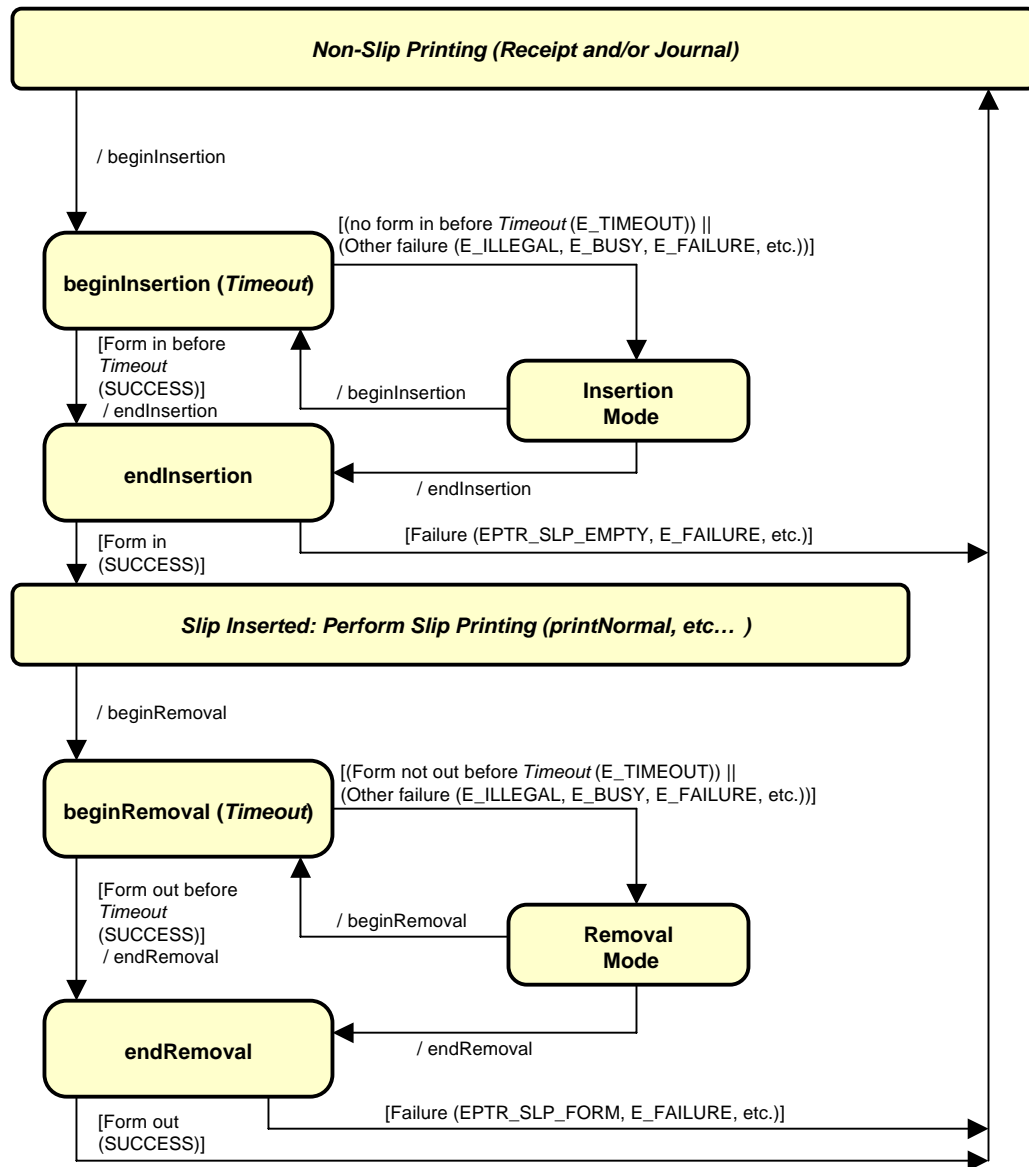 Non-Slip Printing (Receipt and/or Journal)
/ beginInsertion
[(no form in before Timeout (E_TIMEOUT)) ||
(Other failure (E_ILLEGAL, E_BUSY, E_FAILURE, etc.))]
beginInsertion (Timeout)
[Form in before
Timeout
(SUCCESS)]
/ endInsertion
/ beginInsertion
Insertion
Mode
endInsertion
/ endInsertion
[Form in
(SUCCESS)]
[Failure (EPTR_SLP_EMPTY, E_FAILURE, etc.)]
Slip Inserted: Perform Slip Printing (printNormal, etc… )
/ beginRemoval
[(Form not out before Timeout (E_TIMEOUT)) ||
(Other failure (E_ILLEGAL, E_BUSY, E_FAILURE, etc.))]
beginRemoval (Timeout)
[Form out before
Timeout
(SUCCESS)]
/ endRemoval
/ beginRemoval
Removal
Mode
endRemoval
/ endRemoval
[Form out
(SUCCESS)]
[Failure (EPTR_SLP_FORM, E_FAILURE, etc.)]